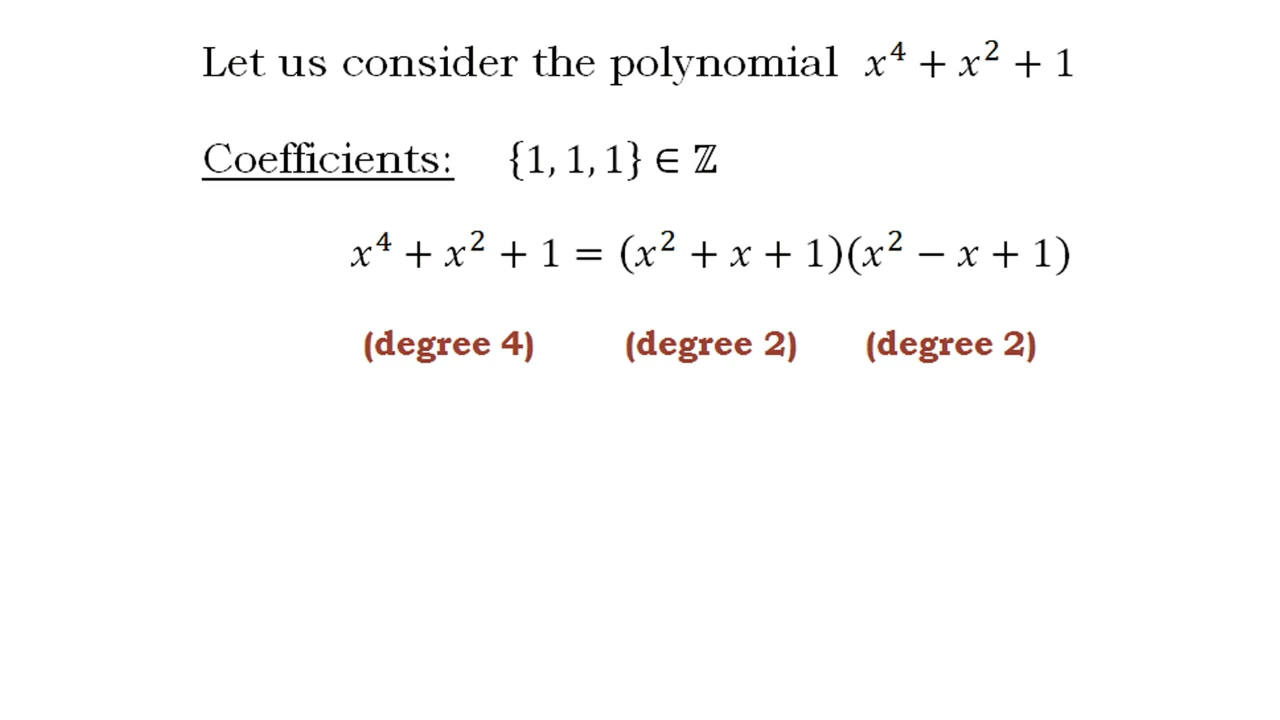 Let us consider the polynomial x⁴ + x² + 1
Coefficients: {1, 1, 1} ∈ ℤ
x⁴ + x² + 1 = (x² + x + 1)(x² − x + 1)
(degree 4) (degree 2) (degree 2)